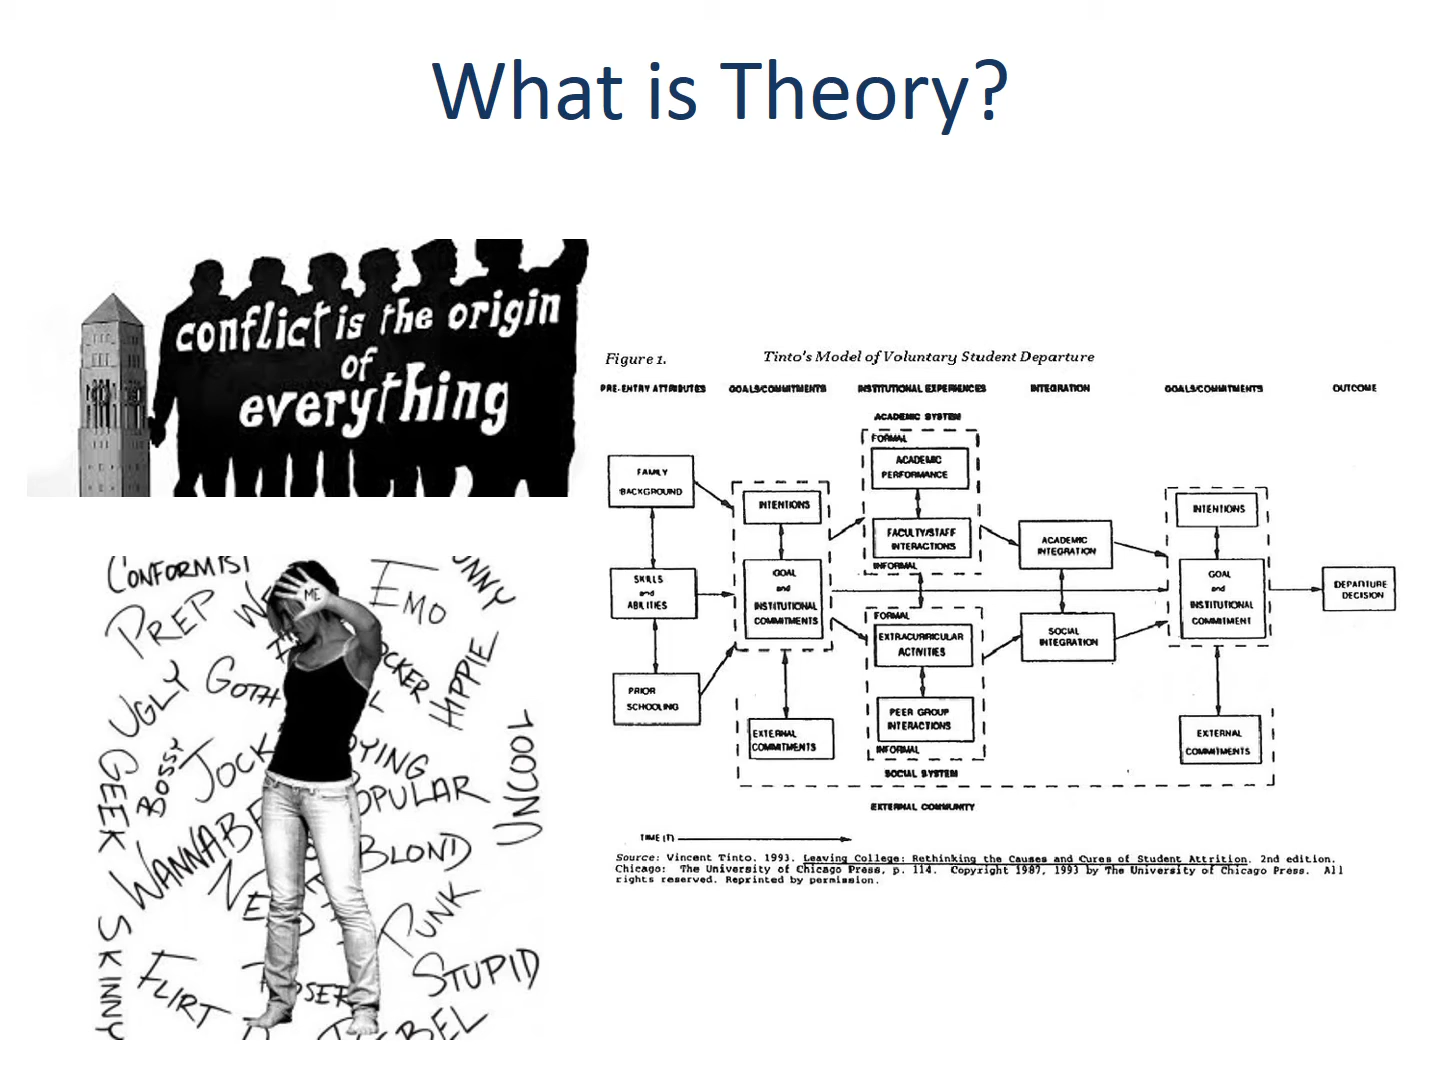 What is Theory?
conflict is the origin
of
everything
CONFORMIST
PREP
EMO
UGLY
GOTH
HIPPIE
ME
GEEK
BOSSY
JOCK
UNCOOL
WANNABE
BLOND
SKINNY
PUNK
FLIRT
STUPID
Figure 1.
Tinto's Model of Voluntary Student Departure
PRE-ENTRY ATTRIBUTES
GOALS/COMMITMENTS
INSTITUTIONAL EXPERIENCES
INTEGRATION
GOALS/COMMITMENTS
OUTCOME
ACADEMIC SYSTEM
FORMAL
ACADEMIC
PERFORMANCE
FAMILY
BACKGROUND
INTENTIONS
INTENTIONS
FACULTY/STAFF
INTERACTIONS
INFORMAL
ACADEMIC
INTEGRATION
SKILLS
and
ABILITIES
GOAL
and
INSTITUTIONAL
COMMITMENTS
GOAL
and
INSTITUTIONAL
COMMITMENT
DEPARTURE
DECISION
FORMAL
EXTRACURRICULAR
ACTIVITIES
SOCIAL
INTEGRATION
PRIOR
SCHOOLING
PEER GROUP
INTERACTIONS
INFORMAL
EXTERNAL
COMMITMENTS
EXTERNAL
COMMITMENTS
SOCIAL SYSTEM
EXTERNAL COMMUNITY
TIME (T)
Source: Vincent Tinto. 1993. Leaving College: Rethinking the Causes and Cures of Student Attrition. 2nd edition.
Chicago: The University of Chicago Press, p. 114. Copyright 1987, 1993 by The University of Chicago Press. All
rights reserved. Reprinted by permission.